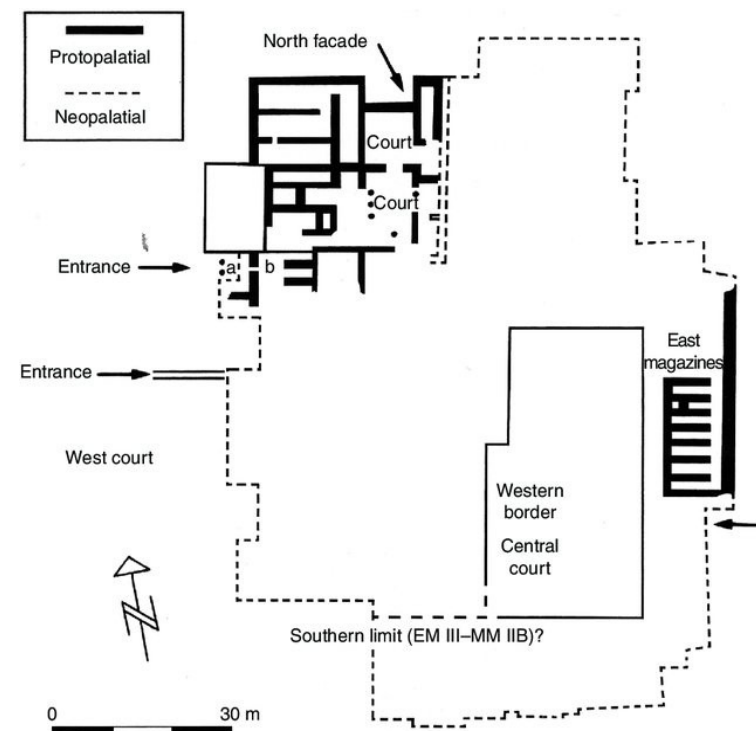 Protopalatial
Neopalatial
North facade
Court
Court
Entrance
a b
Entrance
East
magazines
West court
Western
border
Central
court
Southern limit (EM III–MM IIB)?
0 30 m